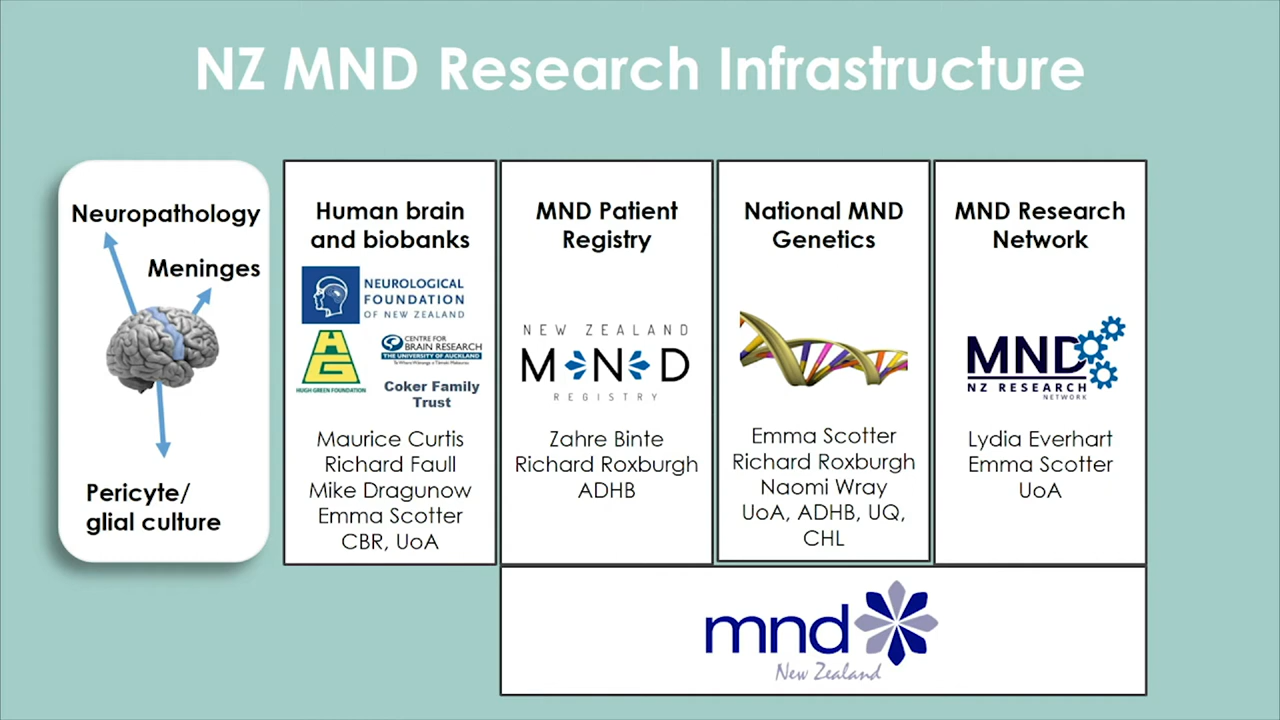 NZ MND Research Infrastructure
Neuropathology
Meninges
Pericyte/
glial culture
Human brain
and biobanks
NEUROLOGICAL
FOUNDATION
OF NEW ZEALAND
HUGH GREEN FOUNDATION
CENTRE FOR
BRAIN RESEARCH
THE UNIVERSITY OF AUCKLAND
Coker Family
Trust
Maurice Curtis
Richard Faull
Mike Dragunow
Emma Scotter
CBR, UoA
MND Patient
Registry
NEW ZEALAND
MND
REGISTRY
Zahre Binte
Richard Roxburgh
ADHB
National MND
Genetics
Emma Scotter
Richard Roxburgh
Naomi Wray
UoA, ADHB, UQ,
CHL
MND Research
Network
MND
NZ RESEARCH
NETWORK
Lydia Everhart
Emma Scotter
UoA
mnd
New Zealand